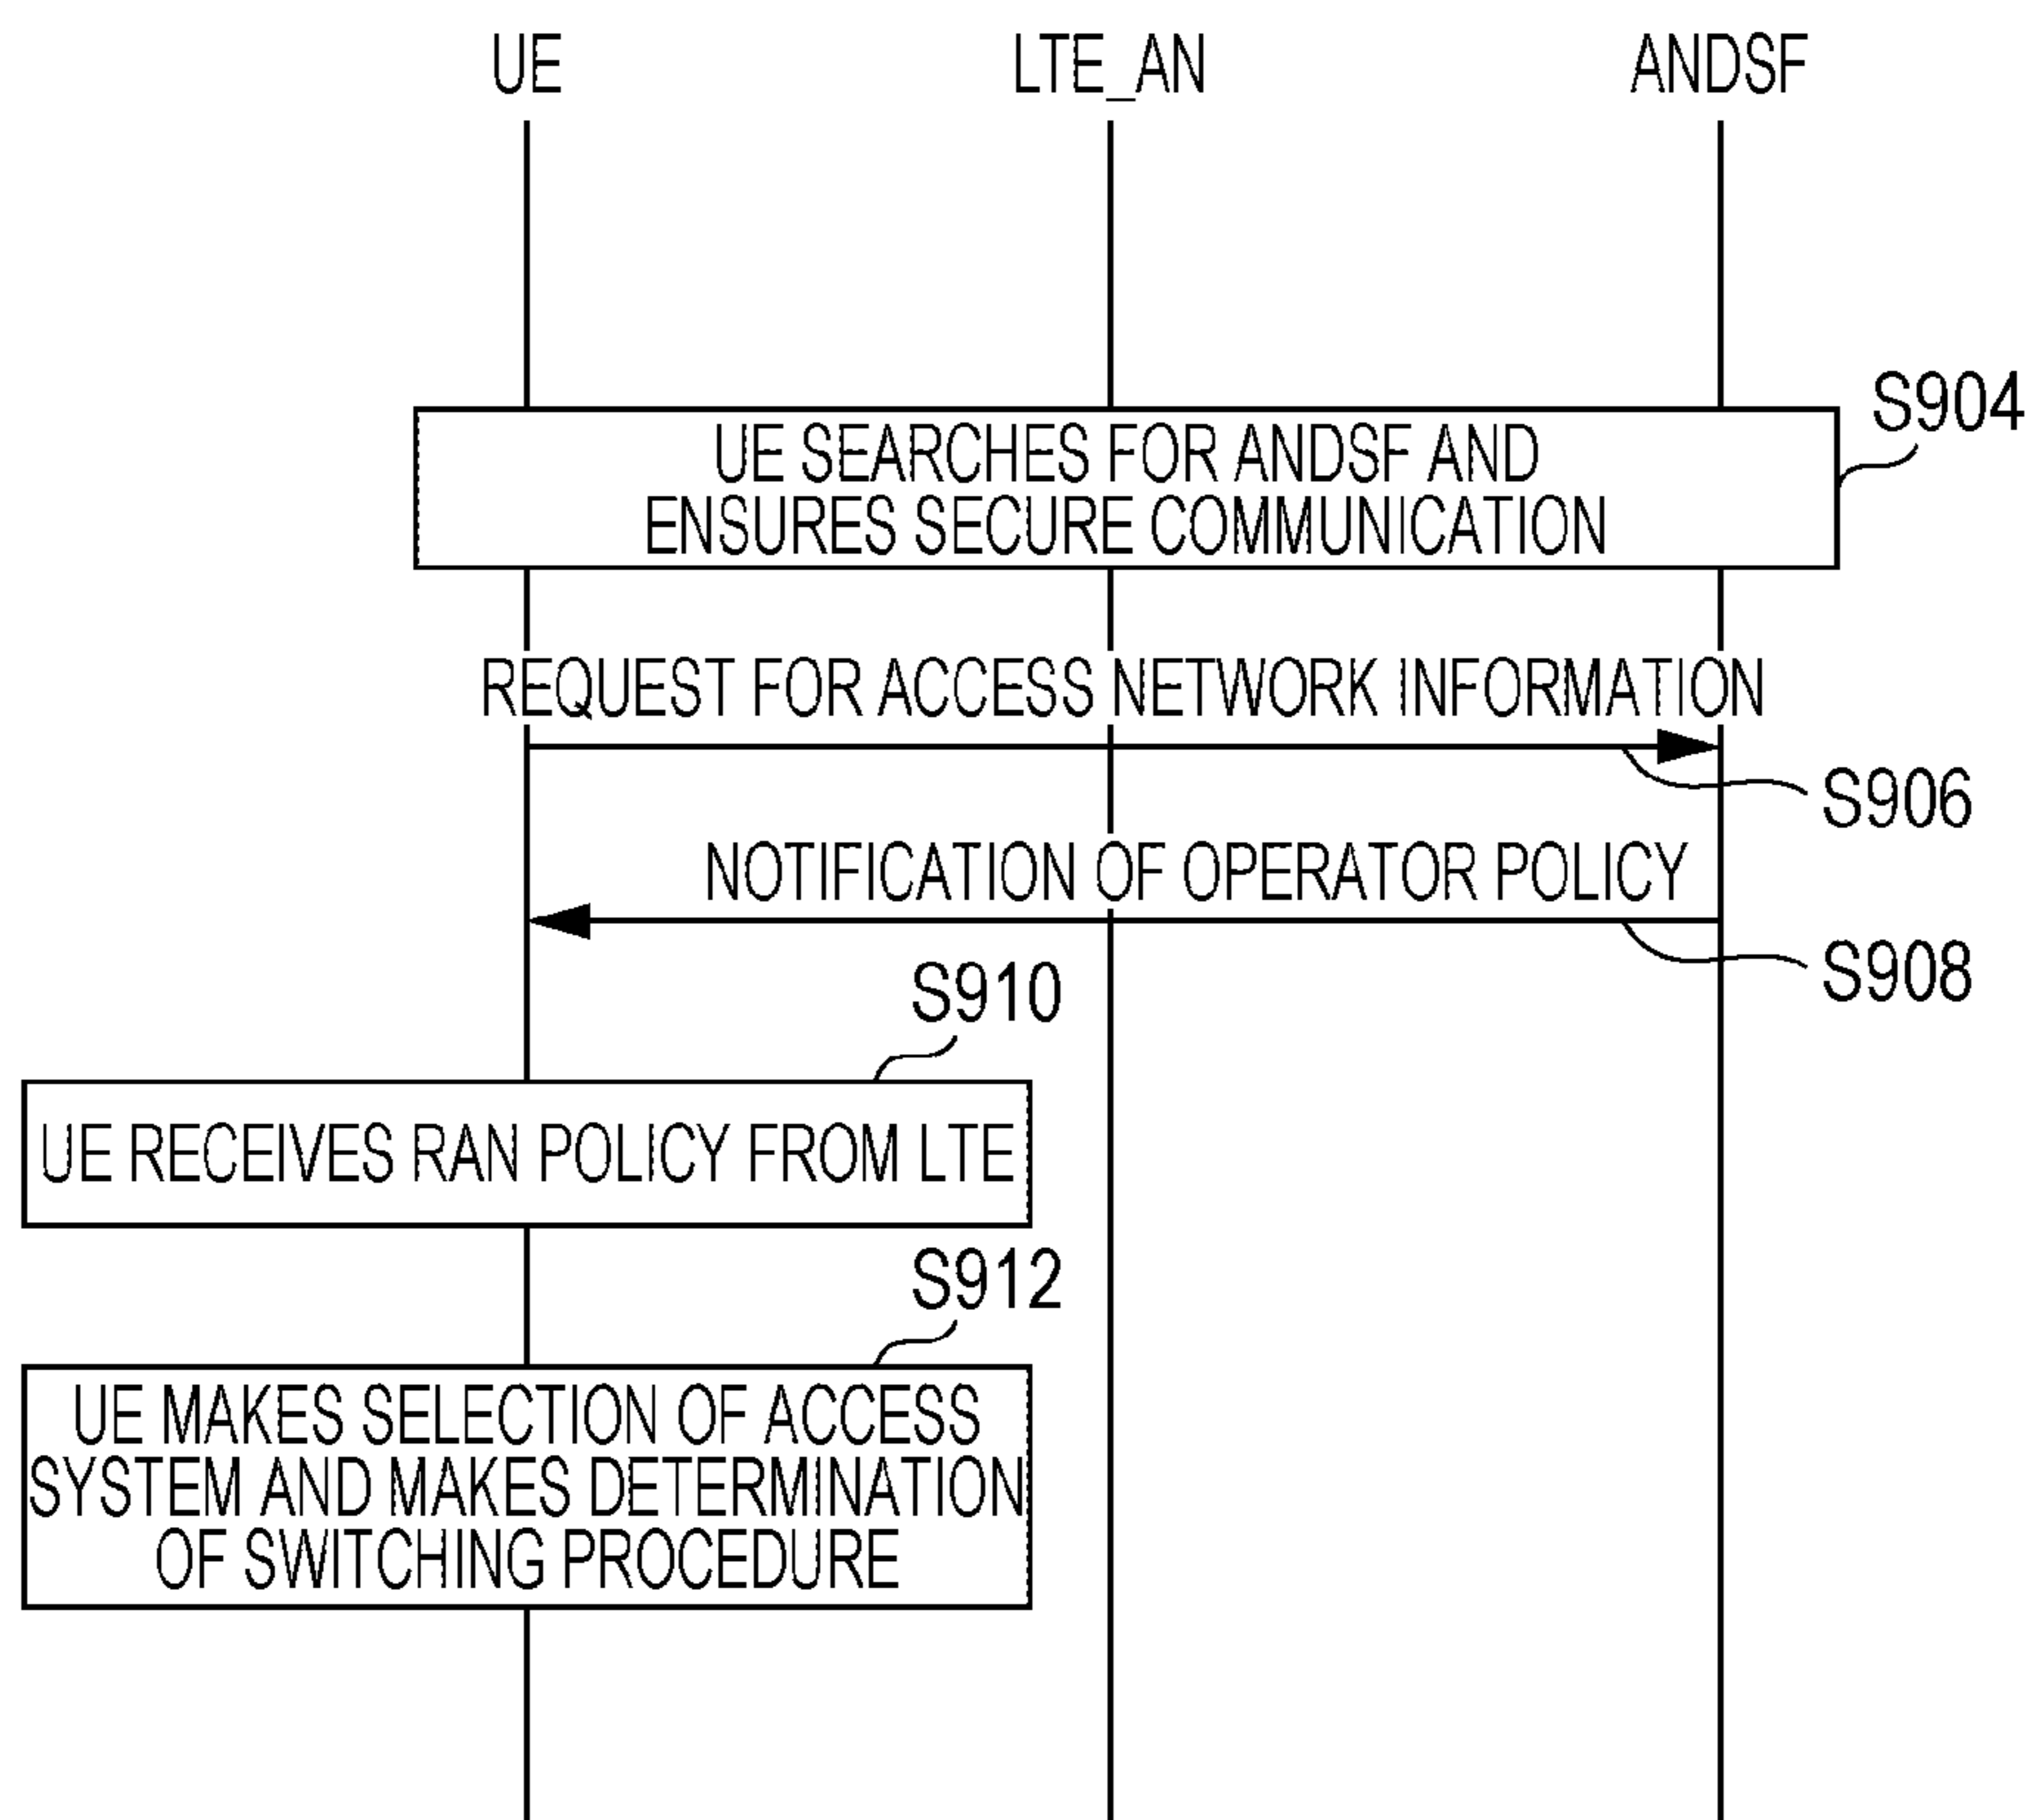 UE
LTE_AN
ANDSF
S904
UE SEARCHES FOR ANDSF AND
ENSURES SECURE COMMUNICATION
REQUEST FOR ACCESS NETWORK INFORMATION
S906
NOTIFICATION OF OPERATOR POLICY
S908
S910
UE RECEIVES RAN POLICY FROM LTE
S912
UE MAKES SELECTION OF ACCESS
SYSTEM AND MAKES DETERMINATION
OF SWITCHING PROCEDURE